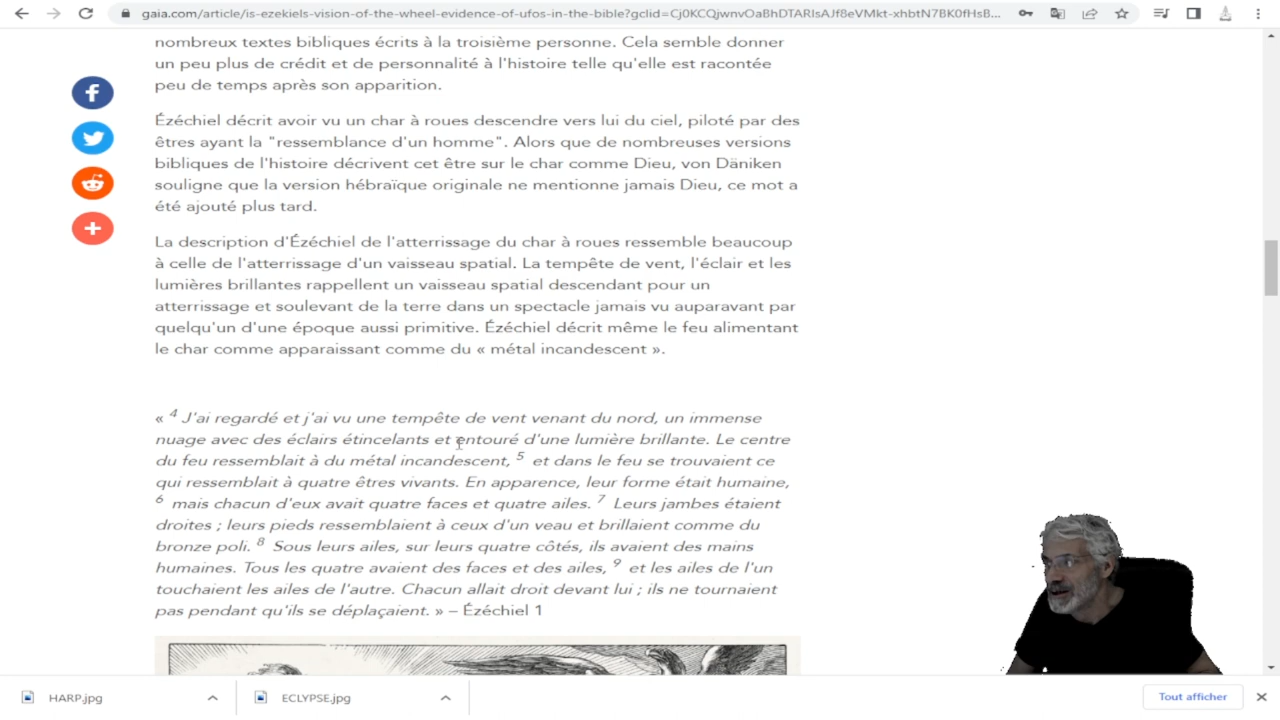 gaia.com/article/is-ezekiels-vision-of-the-wheel-evidence-of-ufos-in-the-bible?gclid=Cj0KCQjwnvOaBhDTARIsAJf8eVMkt-xhbtN7BK0fHsB...
nombreux textes bibliques écrits à la troisième personne. Cela semble donner
un peu plus de crédit et de personnalité à l'histoire telle qu'elle est racontée
peu de temps après son apparition.
Ézéchiel décrit avoir vu un char à roues descendre vers lui du ciel, piloté par des
êtres ayant la "ressemblance d'un homme". Alors que de nombreuses versions
bibliques de l'histoire décrivent cet être sur le char comme Dieu, von Däniken
souligne que la version hébraïque originale ne mentionne jamais Dieu, ce mot a
été ajouté plus tard.
La description d'Ézéchiel de l'atterrissage du char à roues ressemble beaucoup
à celle de l'atterrissage d'un vaisseau spatial. La tempête de vent, l'éclair et les
lumières brillantes rappellent un vaisseau spatial descendant pour un
atterrissage et soulevant de la terre dans un spectacle jamais vu auparavant par
quelqu'un d'une époque aussi primitive. Ézéchiel décrit même le feu alimentant
le char comme apparaissant comme du « métal incandescent ».
« 4 J'ai regardé et j'ai vu une tempête de vent venant du nord, un immense
nuage avec des éclairs étincelants et entouré d'une lumière brillante. Le centre
du feu ressemblait à du métal incandescent, 5 et dans le feu se trouvaient ce
qui ressemblait à quatre êtres vivants. En apparence, leur forme était humaine,
6 mais chacun d'eux avait quatre faces et quatre ailes. 7 Leurs jambes étaient
droites ; leurs pieds ressemblaient à ceux d'un veau et brillaient comme du
bronze poli. 8 Sous leurs ailes, sur leurs quatre côtés, ils avaient des mains
humaines. Tous les quatre avaient des faces et des ailes, 9 et les ailes de l'un
touchaient les ailes de l'autre. Chacun allait droit devant lui ; ils ne tournaient
pas pendant qu'ils se déplaçaient. » – Ézéchiel 1
HARP.jpg
ECLYPSE.jpg
Tout afficher